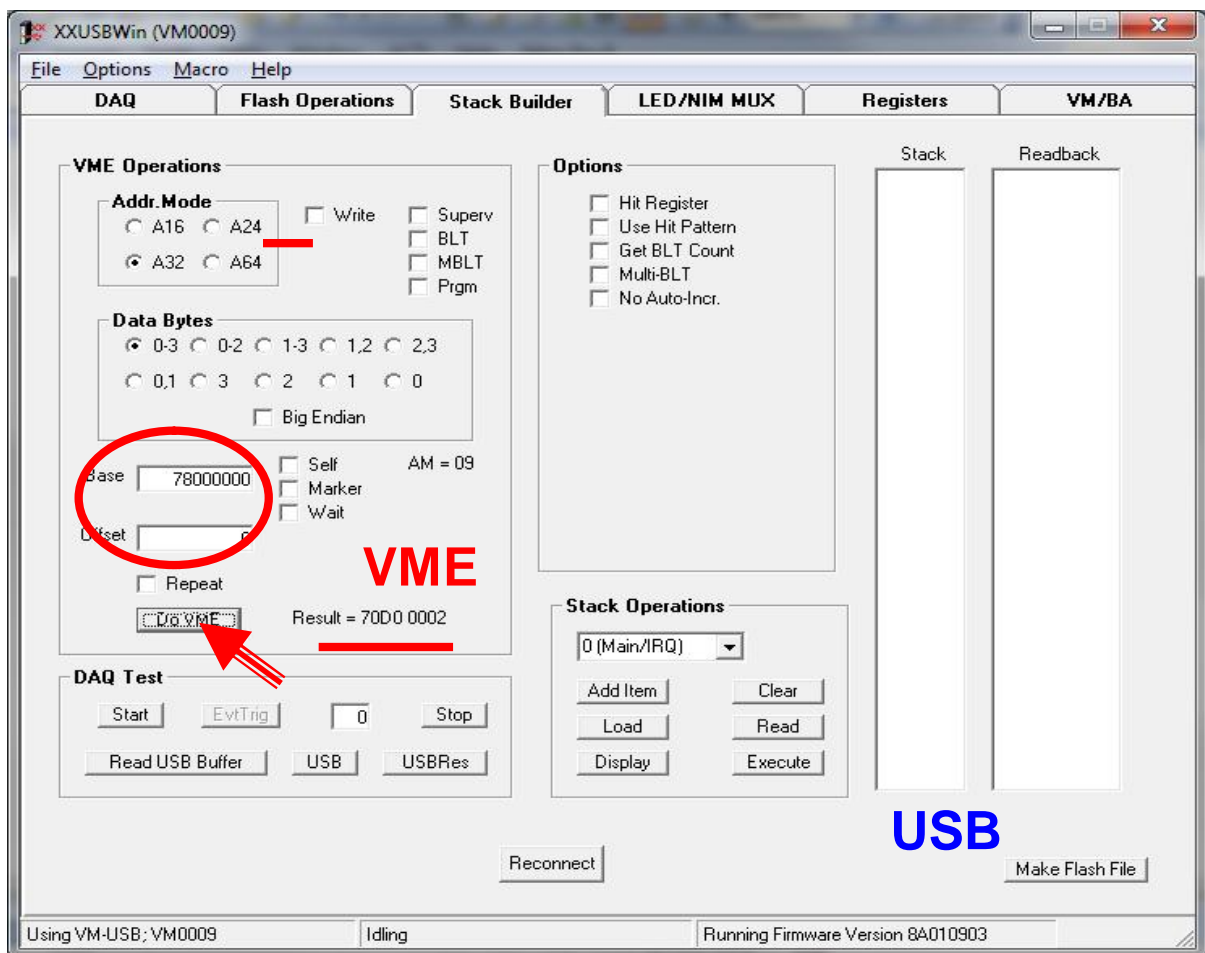 XXUSBWin (VM0009)
File Options Macro Help
DAQ Flash Operations Stack Builder LED/NIM MUX Registers VM/BA
VME Operations
Addr.Mode
A16 A24
A32 A64
Write
Superv
BLT
MBLT
Prgm
Data Bytes
0-3 0-2 1-3 1,2 2,3
0,1 3 2 1 0
Big Endian
Base 78000000
Offset 0
Self
Marker
Wait
AM = 09
VME
Repeat
Do VME
Result = 70D0 0002
DAQ Test
Start EvtTrig 0 Stop
Read USB Buffer USB USBRes
Options
Hit Register
Use Hit Pattern
Get BLT Count
Multi-BLT
No Auto-Incr.
Stack Operations
0 (Main/IRQ)
Add Item Clear
Load Read
Display Execute
Stack Readback
USB
Reconnect
Make Flash File
Using VM-USB; VM0009 Idling Running Firmware Version 8A010903